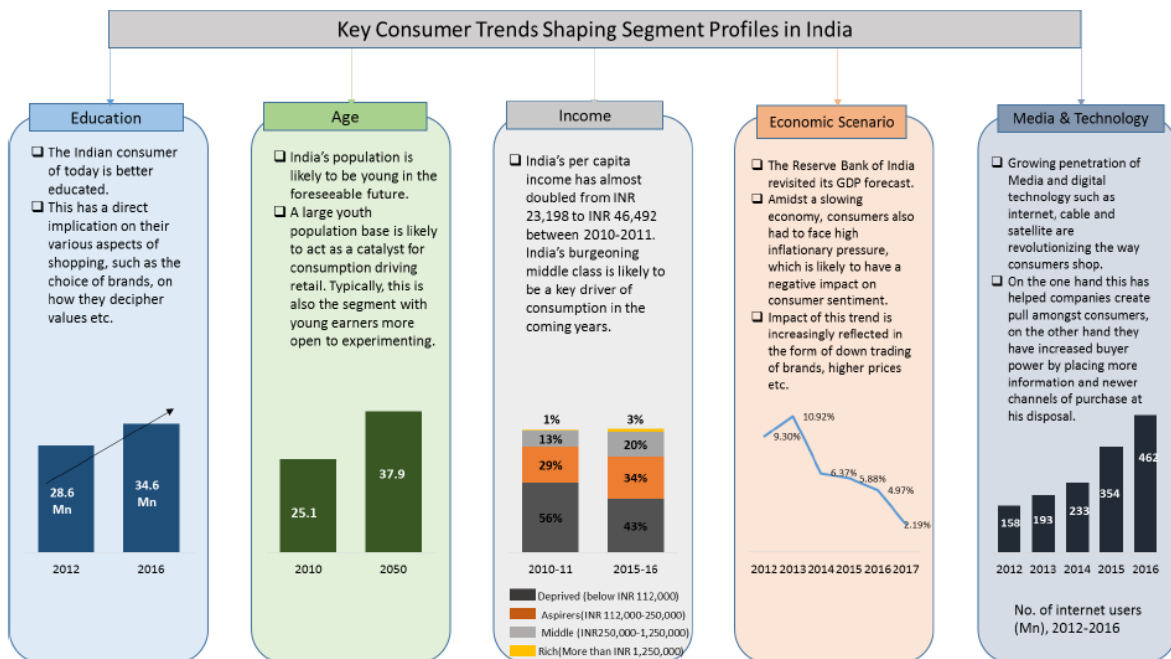 Key Consumer Trends Shaping Segment Profiles in India
Education
❑ The Indian consumer
of today is better
educated.
❑ This has a direct
implication on their
various aspects of
shopping, such as the
choice of brands, on
how they decipher
values etc.
28.6
Mn
34.6
Mn
2012
2016
Age
❑ India's population is
likely to be young in the
foreseeable future.
❑ A large youth
population base is likely
to act as a catalyst for
consumption driving
retail. Typically, this is
also the segment with
young earners more
open to experimenting.
25.1
37.9
2010
2050
Income
❑ India's per capita
income has almost
doubled from INR
23,198 to INR 46,492
between 2010-2011.
India's burgeoning
middle class is likely to
be a key driver of
consumption in the
coming years.
1%
3%
13%
20%
29%
34%
56%
43%
2010-11
2015-16
Deprived (below INR 112,000)
Aspirers(INR 112,000-250,000)
Middle (INR250,000-1,250,000)
Rich(More than INR 1,250,000)
Economic Scenario
❑ The Reserve Bank of India
revisited its GDP forecast.
❑ Amidst a slowing
economy, consumers also
had to face high
inflationary pressure,
which is likely to have a
negative impact on
consumer sentiment.
❑ Impact of this trend is
increasingly reflected in
the form of down trading
of brands, higher prices
etc.
9.30%
10.92%
6.37%
5.88%
4.97%
2.19%
2012 2013 2014 2015 2016 2017
Media & Technology
❑ Growing penetration of
Media and digital
technology such as
internet, cable and
satellite are
revolutionizing the way
consumers shop.
❑ On the one hand this has
helped companies create
pull amongst consumers,
on the other hand they
have increased buyer
power by placing more
information and newer
channels of purchase at
his disposal.
158
193
233
354
462
2012 2013 2014 2015 2016
No. of internet users
(Mn), 2012-2016